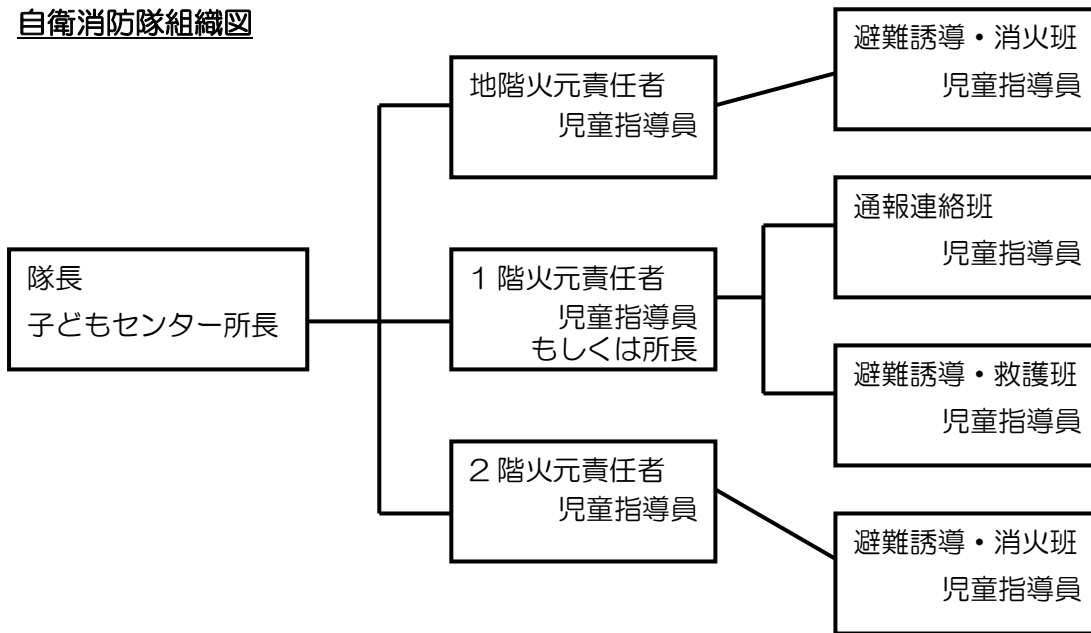 自衛消防隊組織図
隊長
子どもセンター所長
地階火元責任者
児童指導員
1階火元責任者
児童指導員
もしくは所長
2階火元責任者
児童指導員
避難誘導・消火班
児童指導員
通報連絡班
児童指導員
避難誘導・救護班
児童指導員
避難誘導・消火班
児童指導員